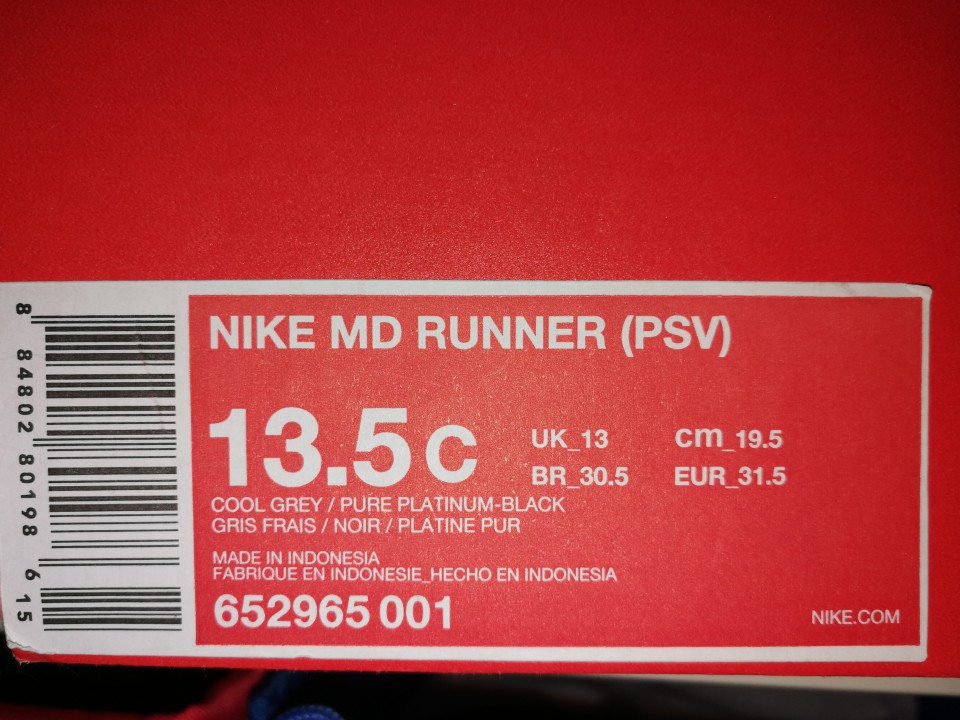 NIKE MD RUNNER (PSV)
13.5 C
UK_13 cm_19.5
BR_30.5 EUR_31.5
COOL GREY / PURE PLATINUM-BLACK
GRIS FRAIS / NOIR / PLATINE PUR
MADE IN INDONESIA
FABRIQUE EN INDONESIE_HECHO EN INDONESIA
652965 001
NIKE.COM
8 84802 80198 6 15